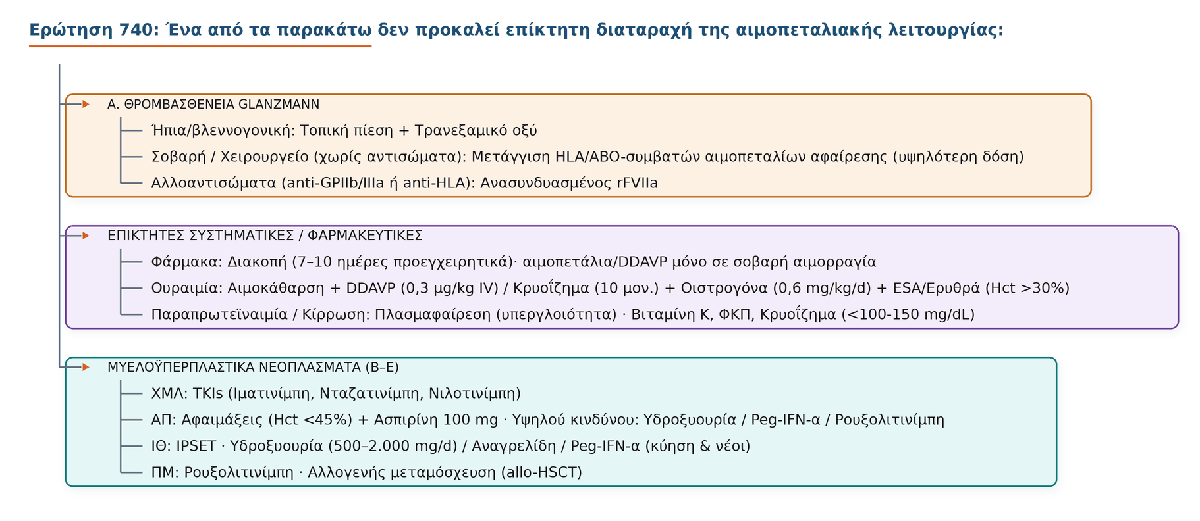 Ερώτηση 740: Ένα από τα παρακάτω δεν προκαλεί επίκτητη διαταραχή της αιμοπεταλιακής λειτουργίας:
Α. ΘΡΟΜΒΑΣΘΕΝΕΙΑ GLANZMANN
Ήπια/βλεννογονική: Τοπική πίεση + Τρανεξαμικό οξύ
Σοβαρή / Χειρουργείο (χωρίς αντισώματα): Μετάγγιση HLA/ABO-συμβατών αιμοπεταλίων αφαίρεσης (υψηλότερη δόση)
Αλλοαντισώματα (anti-GPIIb/IIIa ή anti-HLA): Ανασυνδυασμένος rFVIIa
ΕΠΙΚΤΗΤΕΣ ΣΥΣΤΗΜΑΤΙΚΕΣ / ΦΑΡΜΑΚΕΥΤΙΚΕΣ
Φάρμακα: Διακοπή (7–10 ημέρες προεγχειρητικά)· αιμοπετάλια/DDAVP μόνο σε σοβαρή αιμορραγία
Ουραιμία: Αιμοκάθαρση + DDAVP (0,3 μg/kg IV) / Κρυοΐζημα (10 μον.) + Οιστρογόνα (0,6 mg/kg/d) + ESA/Ερυθρά (Hct >30%)
Παραπρωτεϊναιμία / Κίρρωση: Πλασμαφαίρεση (υπεργλοιότητα) · Βιταμίνη Κ, ΦΚΠ, Κρυοΐζημα (<100-150 mg/dL)
ΜΥΕΛΟΫΠΕΡΠΛΑΣΤΙΚΑ ΝΕΟΠΛΑΣΜΑΤΑ (Β–Ε)
ΧΜΛ: TKIs (Ιματινίμπη, Νταζατινίμπη, Νιλοτινίμπη)
ΑΠ: Αφαιμάξεις (Hct <45%) + Ασπιρίνη 100 mg · Υψηλού κινδύνου: Υδροξυουρία / Peg-IFN-α / Ρουξολιτινίμπη
ΙΘ: IPSET · Υδροξυουρία (500–2.000 mg/d) / Αναγρελίδη / Peg-IFN-α (κύηση & νέοι)
ΠΜ: Ρουξολιτινίμπη · Αλλογενής μεταμόσχευση (allo-HSCT)